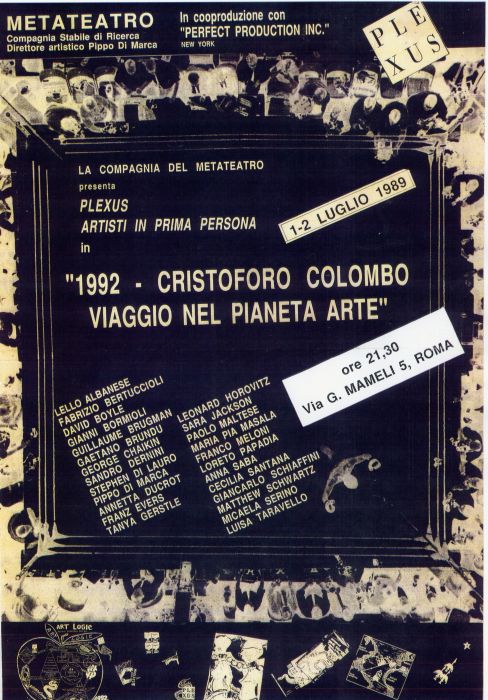 METATEATRO
Compagnia Stabile di Ricerca
Direttore artistico Pippo Di Marca
In cooproduzione con
"PERFECT PRODUCTION INC."
NEW YORK
PLE
XUS
LA COMPAGNIA DEL METATEATRO
presenta
PLEXUS
ARTISTI IN PRIMA PERSONA
in
1-2 LUGLIO 1989
"1992 - CRISTOFORO COLOMBO
VIAGGIO NEL PIANETA ARTE"
ore 21,30
Via G. MAMELI 5, ROMA
LELLO ALBANESE
FABRIZIO BERTUCCIOLI
DAVID BOYLE
GIANNI BORMIOLI
GUILLAUME BRUGMAN
GAETANO BRUNDU
GEORGE CHAIKIN
SANDRO DERNINI
STEPHEN DI LAURO
PIPPO DI MARCA
ANNETTA DUCROT
FRANZ EVERS
TANYA GERSTLE
LEONARD HOROVITZ
SARA JACKSON
PAOLO MALTESE
MARIA PIA MASALA
FRANCO MELONI
LORETO PAPADIA
ANNA SABA
CECILIA SANTANA
GIANCARLO SCHIAFFINI
MATTHEW SCHWARTZ
MICAELA SERINO
LUISA TARAVELLO
ART LOGIC
PLE
XUS